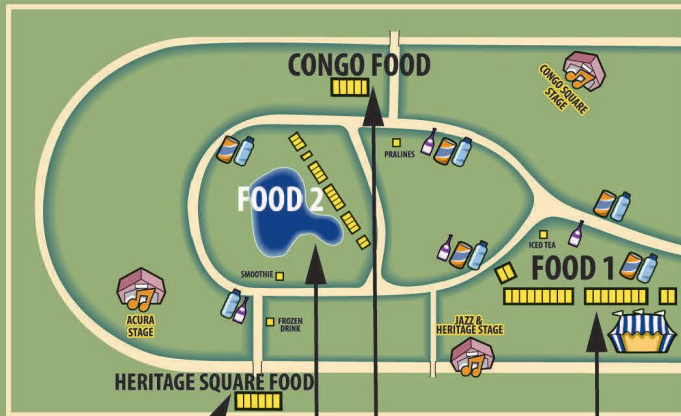 CONGO FOOD
CONGO SQUARE
STAGE
PRALINES
FOOD 2
ICED TEA
FOOD 1
SMOOTHIE
ACURA
STAGE
FROZEN
DRINK
JAZZ &
HERITAGE STAGE
HERITAGE SQUARE FOOD